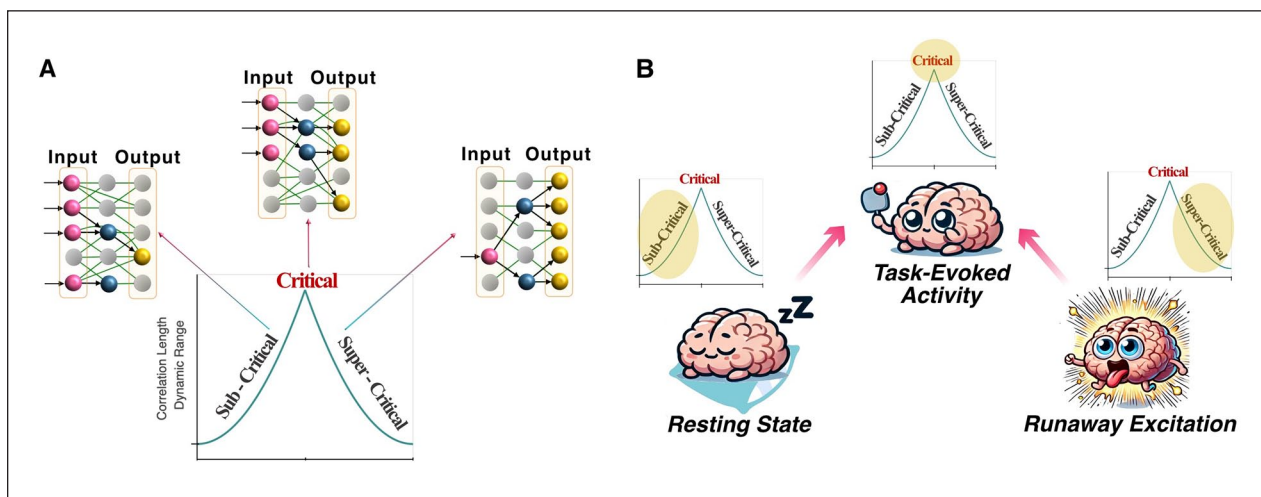 A
Input Output
Input Output
Input Output
Critical
Sub - Critical
Super - Critical
Correlation Length
Dynamic Range
B
Critical
Sub-Critical
Super-Critical
Critical
Sub-Critical
Super-Critical
Critical
Sub-Critical
Super-Critical
Task-Evoked
Activity
zZ
Resting State
Runaway Excitation